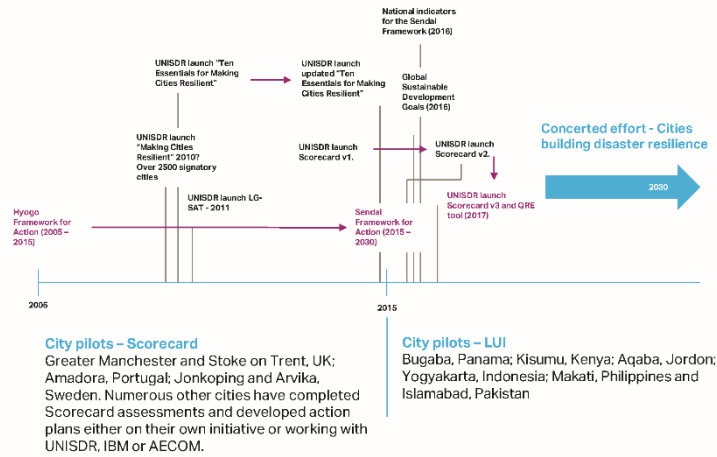 National indicators
for the Sendai
Framework (2016)
UNISDR launch "Ten
Essentials for Making
Cities Resilient"
UNISDR launch
updated "Ten
Essentials for Making
Cities Resilient"
Global
Sustainable
Development
Goals (2016)
UNISDR launch
"Making Cities
Resilient" 2010?
Over 2500 signatory
cities
UNISDR launch
Scorecard v1.
UNISDR launch
Scorecard v2.
Concerted effort - Cities
building disaster resilience
2030
UNISDR launch LG-
SAT - 2011
UNISDR launch
Scorecard v3 and QRE
tool (2017)
Hyogo
Framework for
Action (2005 –
2015)
Sendai
Framework for
Action (2015 –
2030)
2005
2015
City pilots – Scorecard
Greater Manchester and Stoke on Trent, UK;
Amadora, Portugal; Jonkoping and Arvika,
Sweden. Numerous other cities have completed
Scorecard assessments and developed action
plans either on their own initiative or working with
UNISDR, IBM or AECOM.
City pilots – LUI
Bugaba, Panama; Kisumu, Kenya; Aqaba, Jordon;
Yogyakarta, Indonesia; Makati, Philippines and
Islamabad, Pakistan